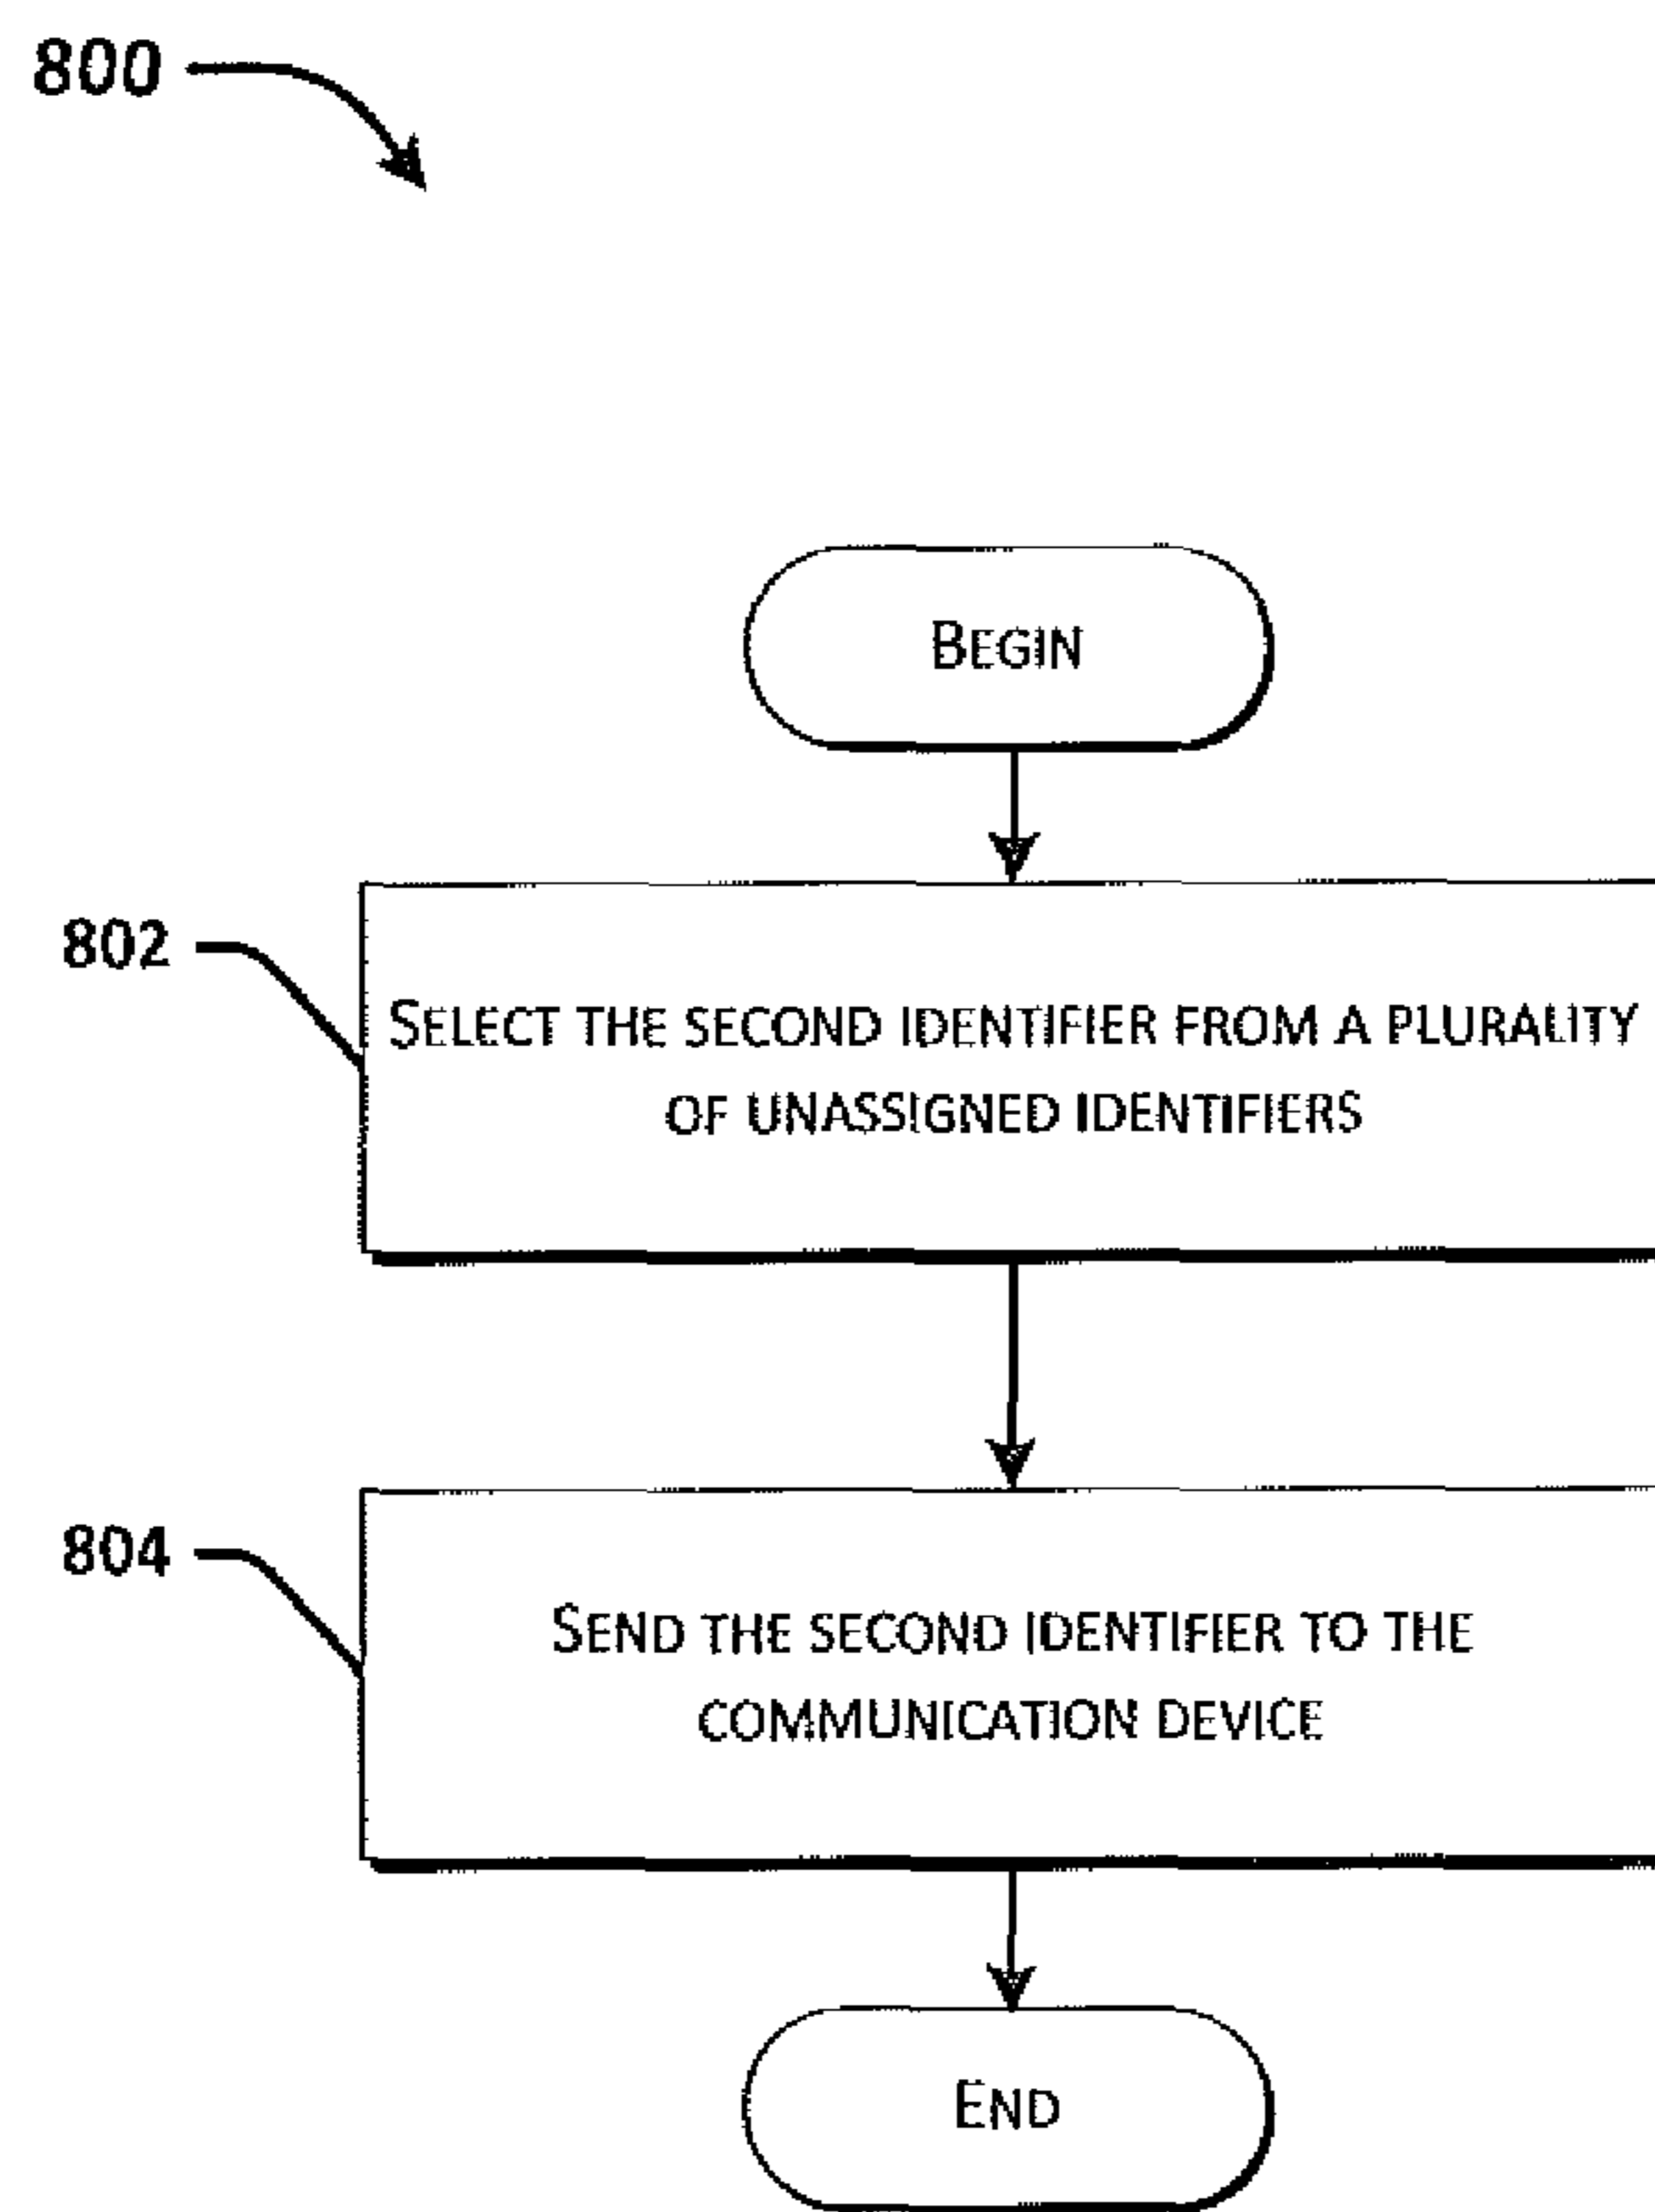 800
BEGIN
802
SELECT THE SECOND IDENTIFIER FROM A PLURALITY
OF UNASSIGNED IDENTIFIERS
804
SEND THE SECOND IDENTIFIER TO THE
COMMUNICATION DEVICE
END